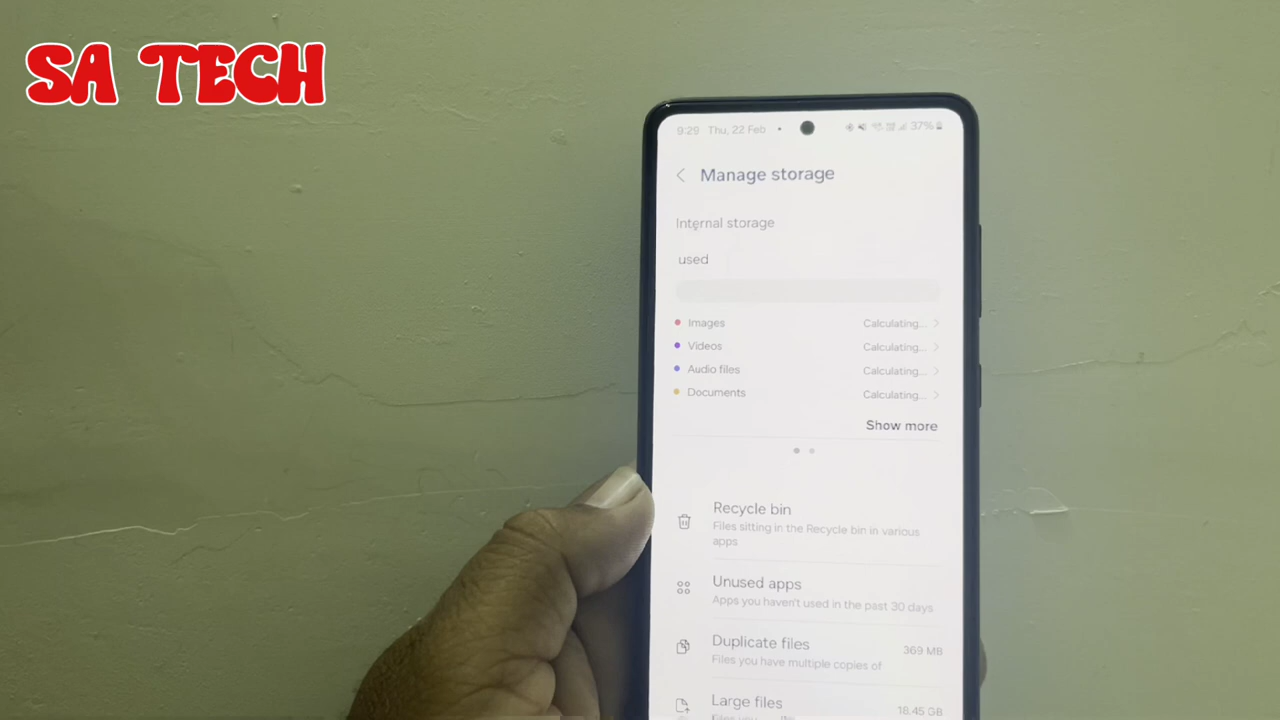 SA TECH
9:29 Thu, 22 Feb
37%
Manage storage
Internal storage
used
Images Calculating...
Videos Calculating...
Audio files Calculating...
Documents Calculating...
Show more
Recycle bin
Files sitting in the Recycle bin in various
apps
Unused apps
Apps you haven't used in the past 30 days
Duplicate files 369 MB
Files you have multiple copies of
Large files 18.45 GB